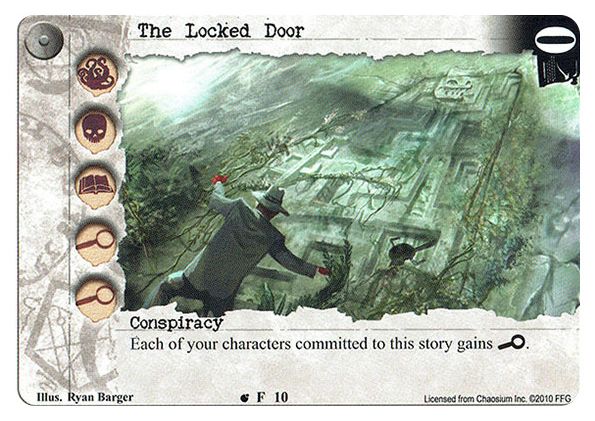 The Locked Door
0
Conspiracy
Each of your characters committed to this story gains .
Illus. Ryan Barger
F 10
Licensed from Chaosium Inc. ©2010 FFG